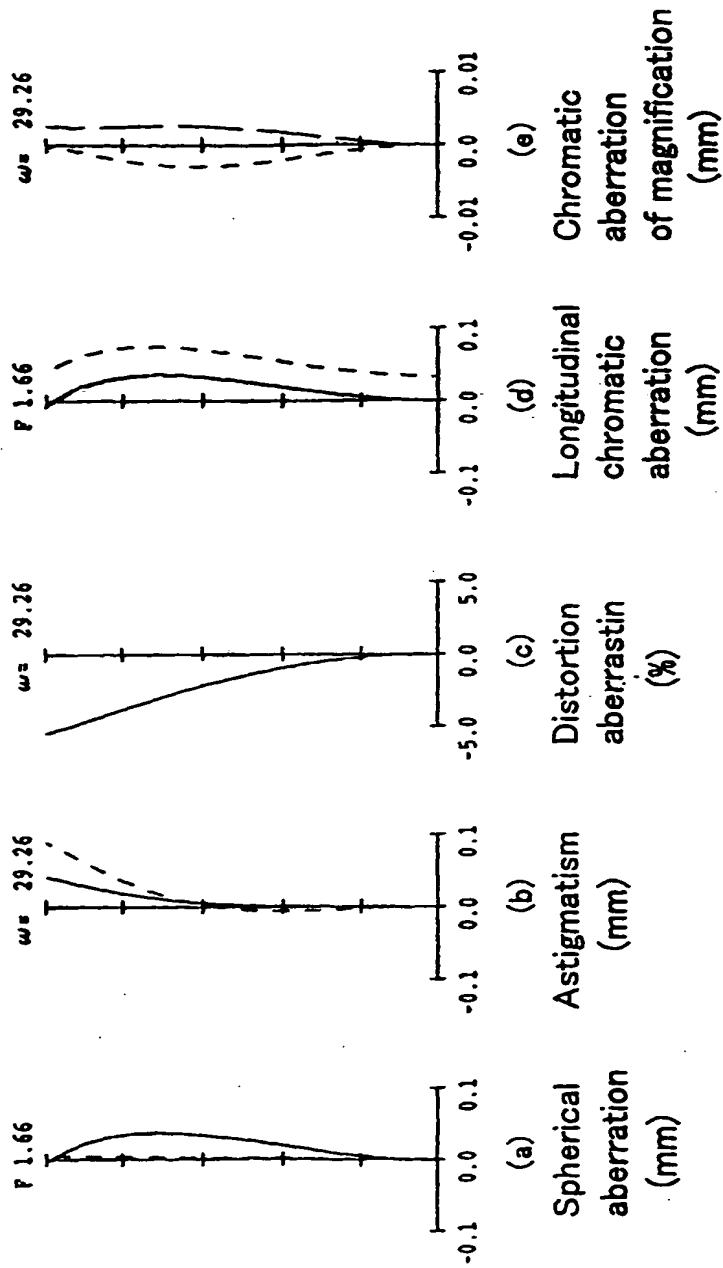 F 1.66
-0.1 0.0 0.1
(a)
Spherical
aberration
(mm)
ω= 29.26
-0.1 0.0 0.1
(b)
Astigmatism
(mm)
ω= 29.26
-5.0 0.0 5.0
(c)
Distortion
aberrastin
(%)
F 1.66
-0.1 0.0 0.1
(d)
Longitudinal
chromatic
aberration
(mm)
ω= 29.26
-0.01 0.0 0.01
(e)
Chromatic
aberration
of magnification
(mm)